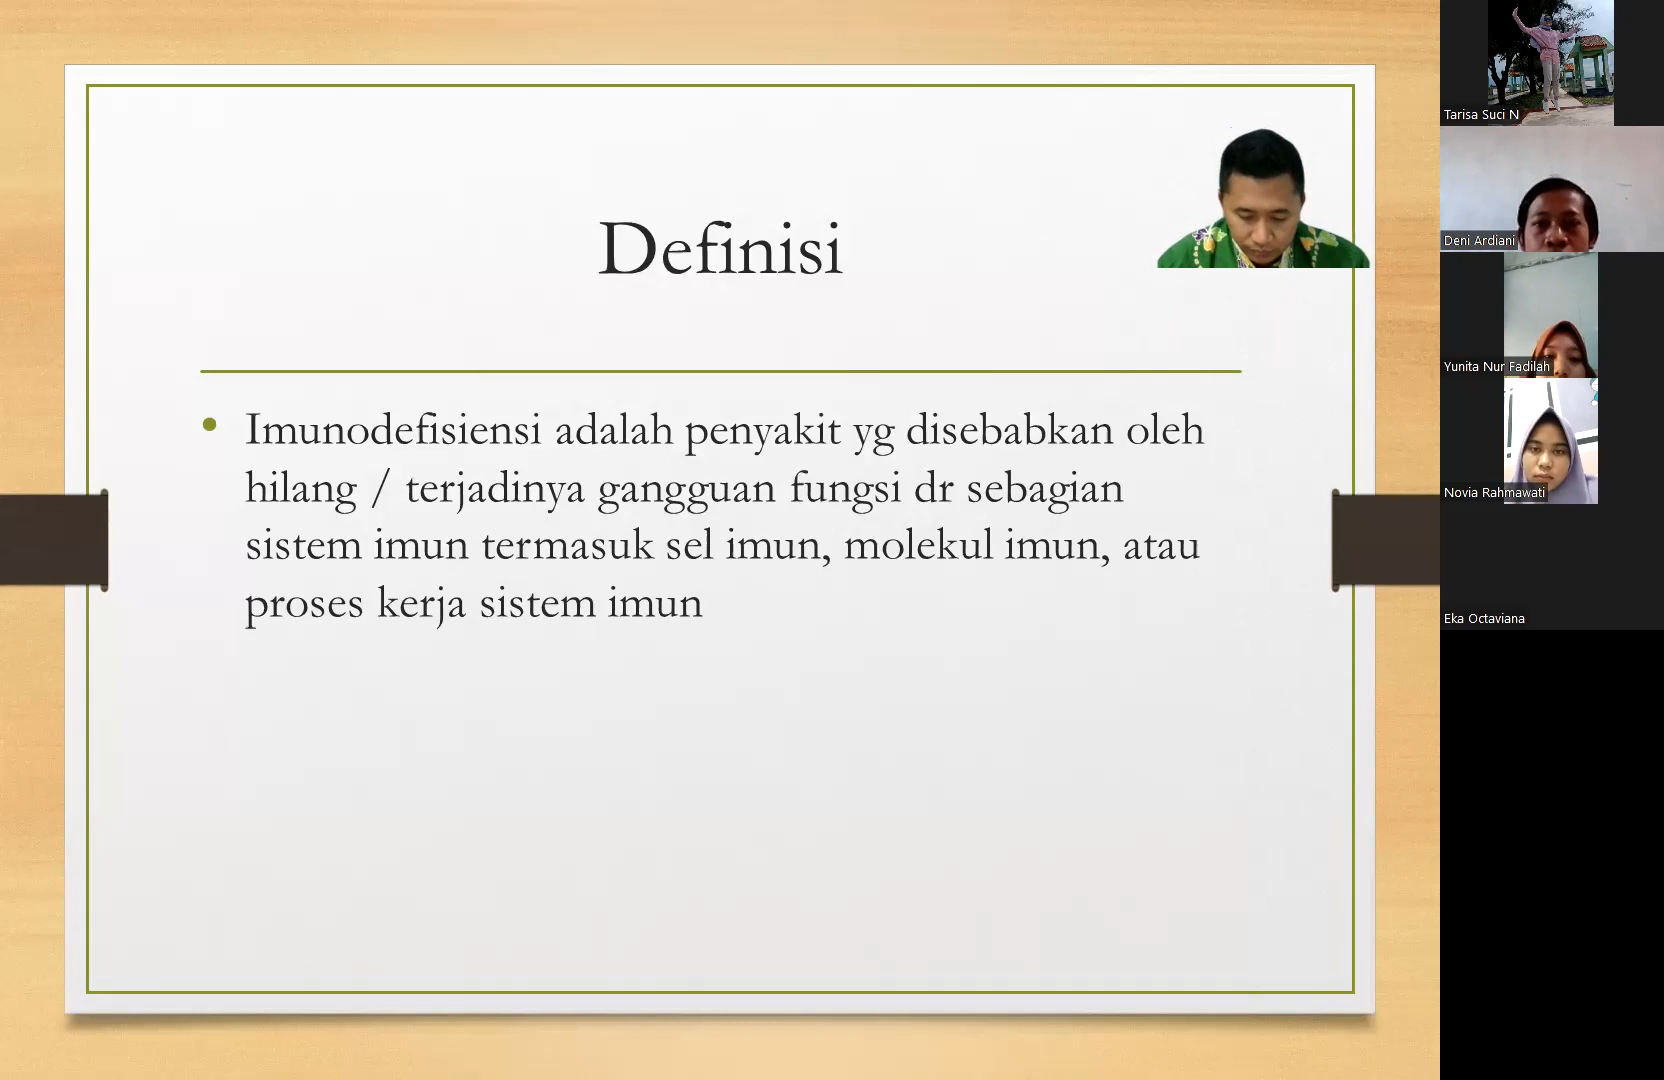 Definisi
Imunodefisiensi adalah penyakit yg disebabkan oleh
hilang / terjadinya gangguan fungsi dr sebagian
sistem imun termasuk sel imun, molekul imun, atau
proses kerja sistem imun
Tarisa Suci N
Deni Ardiani
Yunita Nur Fadilah
Novia Rahmawati
Eka Octaviana